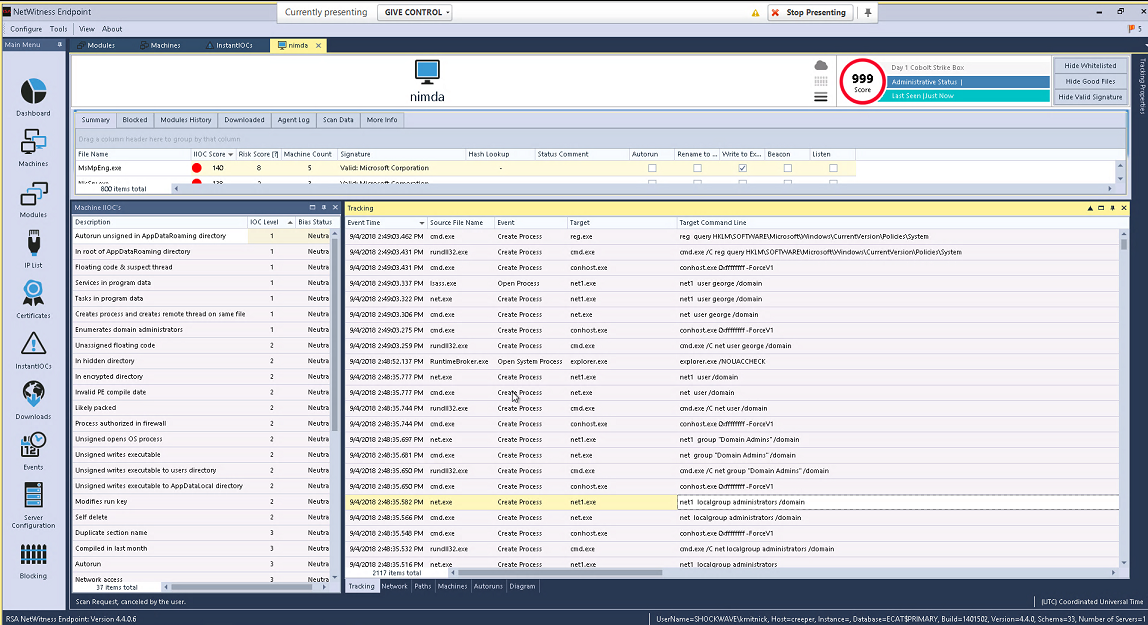 NetWitness Endpoint
Currently presenting GIVE CONTROL Stop Presenting
Configure Tools View About 5
Main Menu Modules Machines InstantIOCs nimda
nimda
999 Score
Day 1 Cobolt Strike Box
Administrative Status |
Last Seen |Just Now
Hide Whitelisted
Hide Good Files
Hide Valid Signature
Tracking Properties
Dashboard
Machines
Modules
IP List
Certificates
InstantIOCs
Downloads
Events
Server Configuration
Blocking
Summary Blocked Modules History Downloaded Agent Log Scan Data More Info
Drag a column header here to group by that column
File Name IIOC Score Risk Score [?] Machine Count Signature Hash Lookup Status Comment Autorun Rename to ... Write to Ex... Beacon Listen
MsMpEng.exe 140 8 5 Valid: Microsoft Corporation -
800 items total
Machine IIOC's
Description IOC Level Bias Status
Autorun unsigned in AppDataRoaming directory 1 Neutra
In root of AppDataRoaming directory 1 Neutra
Floating code & suspect thread 1 Neutra
Services in program data 1 Neutra
Tasks in program data 1 Neutra
Creates process and creates remote thread on same file 1 Neutra
Enumerates domain administrators 1 Neutra
Unassigned floating code 2 Neutra
In hidden directory 2 Neutra
In encrypted directory 2 Neutra
Invalid PE compile date 2 Neutra
Likely packed 2 Neutra
Process authorized in firewall 2 Neutra
Unsigned opens OS process 2 Neutra
Unsigned writes executable 2 Neutra
Unsigned writes executable to users directory 2 Neutra
Unsigned writes executable to AppDataLocal directory 2 Neutra
Modifies run key 2 Neutra
Self delete 2 Neutra
Duplicate section name 3 Neutra
Compiled in last month 3 Neutra
Autorun 3 Neutra
Network access 3 Neutra
37 items total
Tracking
Event Time Source File Name Event Target Target Command Line
9/4/2018 2:49:03.462 PM cmd.exe Create Process reg.exe reg query HKLM\SOFTWARE\Microsoft\Windows\CurrentVersion\Policies\System
9/4/2018 2:49:03.431 PM rundll32.exe Create Process cmd.exe cmd.exe /C reg query HKLM\SOFTWARE\Microsoft\Windows\CurrentVersion\Policies\System
9/4/2018 2:49:03.431 PM cmd.exe Create Process conhost.exe conhost.exe 0xffffffff -ForceV1
9/4/2018 2:49:03.337 PM lsass.exe Open Process net1.exe net1 user george /domain
9/4/2018 2:49:03.322 PM net.exe Create Process net1.exe net1 user george /domain
9/4/2018 2:49:03.306 PM cmd.exe Create Process net.exe net user george /domain
9/4/2018 2:49:03.275 PM cmd.exe Create Process conhost.exe conhost.exe 0xffffffff -ForceV1
9/4/2018 2:49:03.259 PM rundll32.exe Create Process cmd.exe cmd.exe /C net user george /domain
9/4/2018 2:48:52.137 PM RuntimeBroker.exe Open System Process explorer.exe explorer.exe /NOUACCHECK
9/4/2018 2:48:35.777 PM net.exe Create Process net1.exe net1 user /domain
9/4/2018 2:48:35.777 PM cmd.exe Create Process net.exe net user /domain
9/4/2018 2:48:35.744 PM rundll32.exe Create Process cmd.exe cmd.exe /C net user /domain
9/4/2018 2:48:35.744 PM cmd.exe Create Process conhost.exe conhost.exe 0xffffffff -ForceV1
9/4/2018 2:48:35.697 PM net.exe Create Process net1.exe net1 group "Domain Admins" /domain
9/4/2018 2:48:35.681 PM cmd.exe Create Process net.exe net group "Domain Admins" /domain
9/4/2018 2:48:35.650 PM rundll32.exe Create Process cmd.exe cmd.exe /C net group "Domain Admins" /domain
9/4/2018 2:48:35.650 PM cmd.exe Create Process conhost.exe conhost.exe 0xffffffff -ForceV1
9/4/2018 2:48:35.582 PM net.exe Create Process net1.exe net1 localgroup administrators /domain
9/4/2018 2:48:35.566 PM cmd.exe Create Process net.exe net localgroup administrators /domain
9/4/2018 2:48:35.548 PM cmd.exe Create Process conhost.exe conhost.exe 0xffffffff -ForceV1
9/4/2018 2:48:35.532 PM rundll32.exe Create Process cmd.exe cmd.exe /C net localgroup administrators /domain
9/4/2018 2:48:35.516 PM net.exe Create Process net1.exe net1 localgroup administrators
2117 items total
Tracking Network Paths Machines Autoruns Diagram
Scan Request, canceled by the user. (UTC) Coordinated Universal Time
RSA NetWitness Endpoint: Version 4.4.0.6 UserName=SHOCKWAVE\kmitnick, Host=creeper, Instance=, Database=ECAT$PRIMARY, Build=1401502, Version=4.4.0, Schema=33, Number of Servers=1